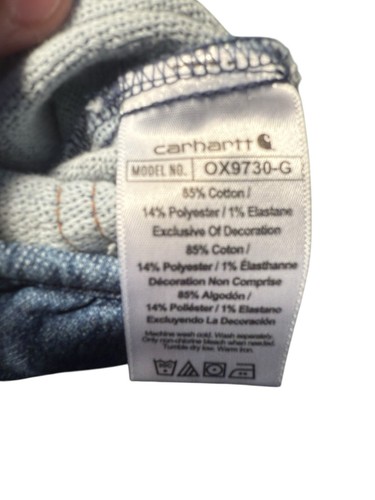 carhartt
MODEL NO. OX9730-G
85% Cotton /
14% Polyester / 1% Elastane
Exclusive Of Decoration
85% Coton /
14% Polyester / 1% Élasthanne
Décoration Non Comprise
85% Algodón /
14% Poliéster / 1% Elastano
Excluyendo La Decoración
Machine wash cold. Wash separately.
Only non-chlorine bleach when needed.
Tumble dry low. Warm iron.